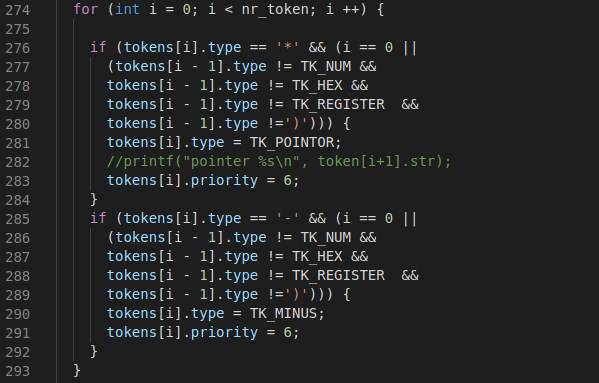 274 for (int i = 0; i < nr_token; i ++) {
275
276 if (tokens[i].type == '*' && (i == 0 ||
277 (tokens[i - 1].type != TK_NUM &&
278 tokens[i - 1].type != TK_HEX &&
279 tokens[i - 1].type != TK_REGISTER  &&
280 tokens[i - 1].type !=')'))) {
281 tokens[i].type = TK_POINTOR;
282 //printf("pointer %s\n", token[i+1].str);
283 tokens[i].priority = 6;
284 }
285 if (tokens[i].type == '-' && (i == 0 ||
286 (tokens[i - 1].type != TK_NUM &&
287 tokens[i - 1].type != TK_HEX &&
288 tokens[i - 1].type != TK_REGISTER  &&
289 tokens[i - 1].type !=')'))) {
290 tokens[i].type = TK_MINUS;
291 tokens[i].priority = 6;
292 }
293 }